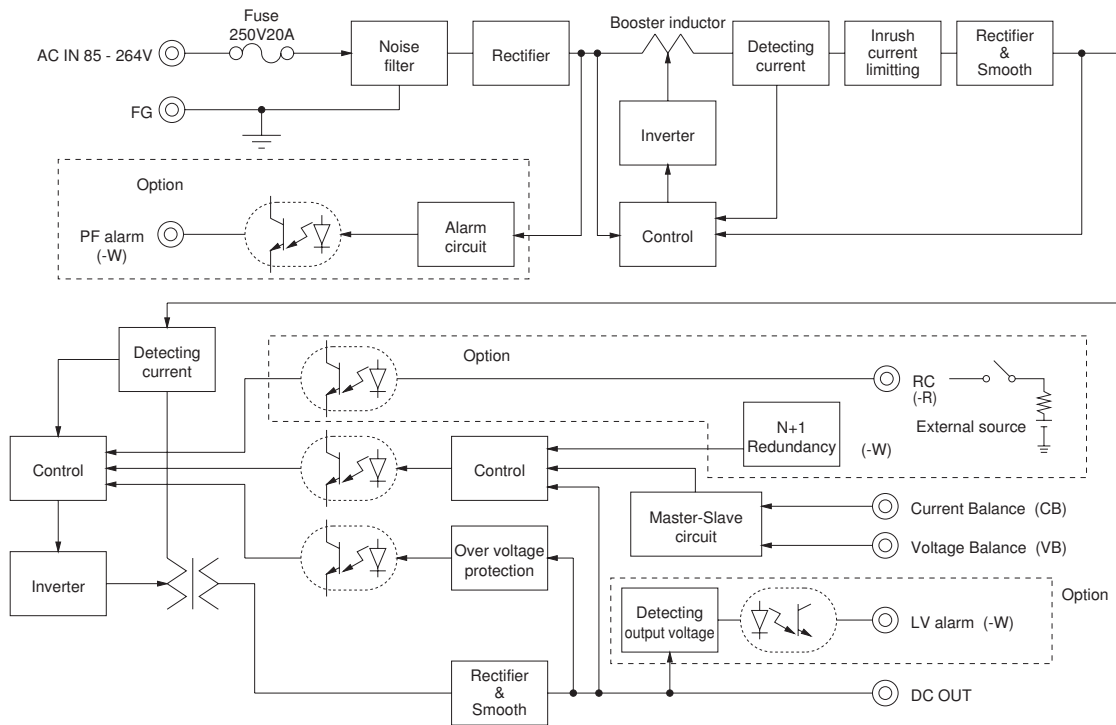 Fuse
250V20A
AC IN 85 - 264V
Noise
filter
Rectifier
Booster inductor
Detecting
current
Inrush
current
limitting
Rectifier
&
Smooth
FG
Inverter
Option
PF alarm
(-W)
Alarm
circuit
Control
Detecting
current
Option
RC
(-R)
External source
N+1
Redundancy
(-W)
Control
Control
Master-Slave
circuit
Current Balance (CB)
Voltage Balance (VB)
Inverter
Over voltage
protection
Option
Detecting
output voltage
LV alarm (-W)
Rectifier
&
Smooth
DC OUT